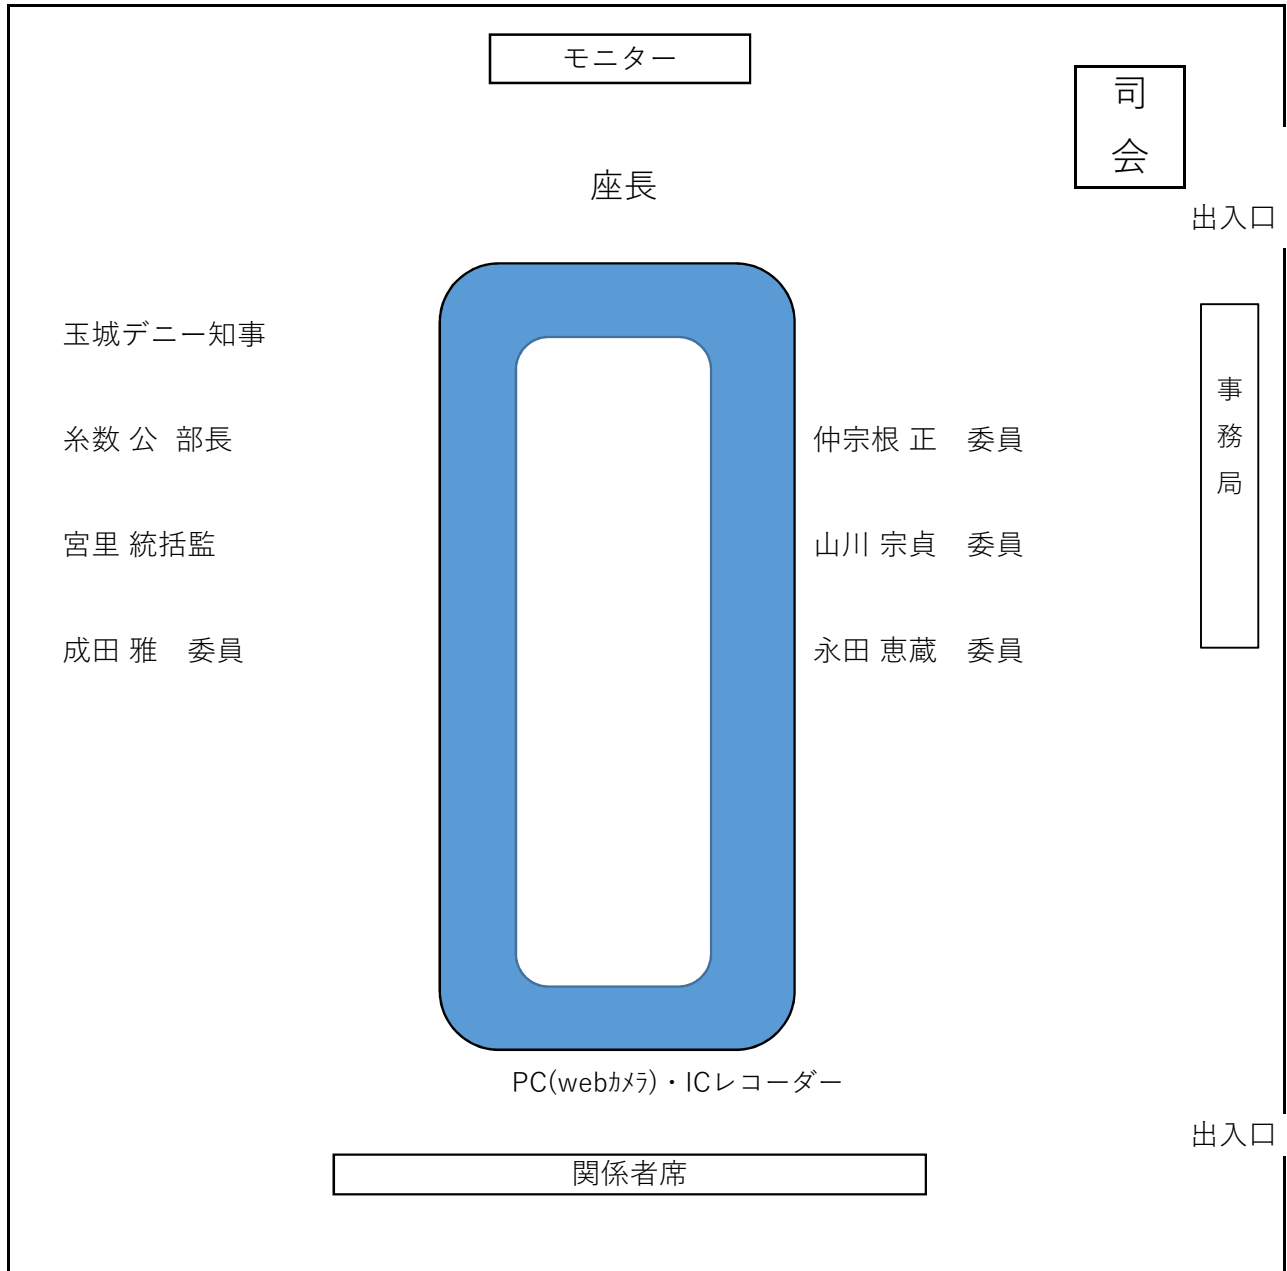 モニター
司
会
座長
出入口
玉城デニー知事
事
務
局
糸数 公 部長
仲宗根 正　委員
宮里 統括監
山川 宗貞　委員
成田 雅　委員
永田 恵蔵　委員
PC(webｶﾒﾗ)・ICレコーダー
出入口
関係者席